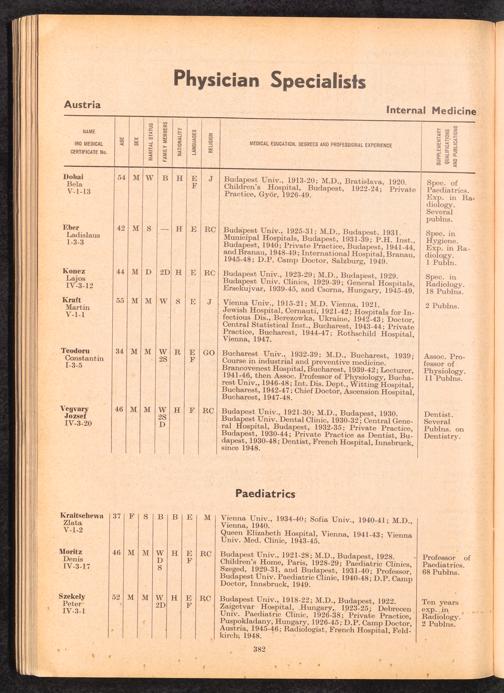 Physician Specialists
Austria
Internal Medicine
NAME
IRO MEDICAL
CERTIFICATE No.
AGE
SEX
MARITAL STATUS
FAMILY MEMBERS
NATIONALITY
LANGUAGES
RELIGION
MEDICAL EDUCATION, DEGREES AND PROFESSIONAL EXPERIENCE
SUPPLEMENTARY
QUALIFICATIONS
AND PUBLICATIONS
Dohai 54 M W B H E J Budapest Univ., 1913-20; M.D., Bratislava, 1920. Spec. of
Bela F Children's Hospital, Budapest, 1922-24; Private Paediatrics.
V-1-13 Practice, Györ, 1926-49. Exp. in Ra-
diology.
Several
publns.
Eber 42 M S — H E RC Budapest Univ., 1925-31; M.D., Budapest, 1931. Spec. in
Ladislaus Municipal Hospitals, Budapest, 1931-39; P.H. Inst., Hygiene.
1-3-3 Budapest, 1940; Private Practice, Budapest, 1941-44, Exp. in Ra-
and Branau, 1948-49; International Hospital, Branau, diology.
1945-48; D.P. Camp Doctor, Salzburg, 1949. 1 Publn.
Konez 44 M D 2D H E RC Budapest Univ., 1923-29; M.D., Budapest, 1929. Spec. in
Lajos Budapest Univ. Clinics, 1929-39; General Hospitals, Radiology.
IV-3-12 Ersekujvar, 1939-45, and Csorna, Hungary, 1945-49. 18 Publns.
Kraft 55 M M W S E J Vienna Univ., 1915-21; M.D. Vienna, 1921. 2 Publns.
Martin Jewish Hospital, Cernauti, 1921-42; Hospitals for In-
V-1-1 fectious Dis., Berezowka, Ukraine, 1942-43; Doctor,
Central Statistical Inst., Bucharest, 1943-44; Private
Practice, Bucharest, 1944-47; Rothschild Hospital,
Vienna, 1947.
Teodoru 34 M M W R E GO Bucharest Univ., 1932-39; M.D., Bucharest, 1939; Assoc. Pro-
Constantin 2S F Course in industrial and preventive medicine. fessor of
I-3-5 Brancovenest Hospital, Bucharest, 1939-42; Lecturer, Physiology.
1941-46, then Assoc. Professor of Physiology, Bucha- 11 Publns.
rest Univ., 1946-48; Int. Dis. Dept., Witting Hospital,
Bucharest, 1942-47; Chief Doctor, Ascension Hospital,
Bucharest, 1947-48.
Vegvary 46 M M W H F RC Budapest Univ., 1921-30; M.D., Budapest, 1930. Dentist.
Jozsef 2S Budapest Univ. Dental Clinic, 1930-32; Central Gene- Several
IV-3-20 D ral Hospital, Budapest, 1932-35; Private Practice, Publns. on
Budapest, 1930-44; Private Practice as Dentist, Bu- Dentistry.
dapest, 1930-48; Dentist, French Hospital, Innsbruck,
since 1948.
Paediatrics
Kraitschewa 37 F S B B E M Vienna Univ., 1934-40; Sofia Univ., 1940-41; M.D.,
Zlata Vienna, 1940.
V-1-2 Queen Elizabeth Hospital, Vienna, 1941-43; Vienna
Univ. Med. Clinic, 1943-45.
Moritz 46 M M W H E RC Budapest Univ., 1921-28; M.D., Budapest, 1928. Professor of
Denis D F Children's Home, Paris, 1928-29; Paediatric Clinics, Paediatrics.
IV-3-17 S Szeged, 1929-31, and Budapest, 1931-40; Professor, 68 Publns.
Budapest Univ. Paediatric Clinic, 1940-48; D.P. Camp
Doctor, Innsbruck, 1949.
Szekely 52 M M W H E RC Budapest Univ., 1918-22; M.D., Budapest, 1922. Ten years
Peter 2D F Zaigetvar Hospital, Hungary, 1923-25; Debrecen exp. in
IV-3-1 Univ. Paediatric Clinic, 1926-38; Private Practice, Radiology.
Puspokladany, Hungary, 1926-45; D.P. Camp Doctor, 2 Publns.
Austria, 1945-46; Radiologist, French Hospital, Feld-
kirch, 1948.
382